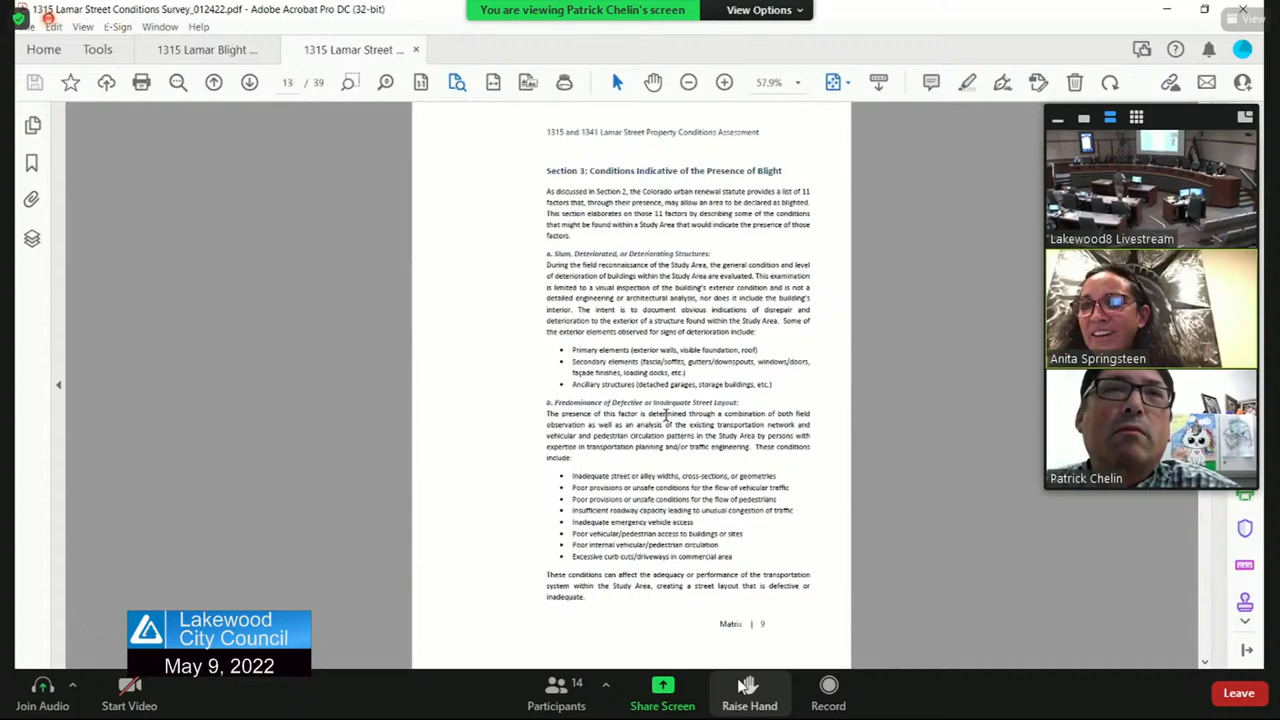 1315 Lamar Street Conditions Survey_012422.pdf - Adobe Acrobat Pro DC (32-bit)
You are viewing Patrick Chelin's screen
View Options
View
Edit View E-Sign Window Help
Home Tools 1315 Lamar Blight ... 1315 Lamar Street ... ×
13 / 39
57.9%
1315 and 1341 Lamar Street Property Conditions Assessment
Section 3: Conditions Indicative of the Presence of Blight
As discussed in Section 2, the Colorado urban renewal statute provides a list of 11
factors that, through their presence, may allow an area to be declared as blighted.
This section elaborates on those 11 factors by describing some of the conditions
that might be found within a Study Area that would indicate the presence of those
factors.
a. Slum, Deteriorated, or Deteriorating Structures:
During the field reconnaissance of the Study Area, the general condition and level
of deterioration of buildings within the Study Area are evaluated. This examination
is limited to a visual inspection of the building's exterior condition and is not a
detailed engineering or architectural analysis, nor does it include the building's
interior. The intent is to document obvious indications of disrepair and
deterioration to the exterior of a structure found within the Study Area. Some of
the exterior elements observed for signs of deterioration include:
• Primary elements (exterior walls, visible foundation, roof)
• Secondary elements (fascia/soffits, gutters/downspouts, windows/doors,
façade finishes, loading docks, etc.)
• Ancillary structures (detached garages, storage buildings, etc.)
b. Predominance of Defective or Inadequate Street Layout:
The presence of this factor is determined through a combination of both field
observation as well as an analysis of the existing transportation network and
vehicular and pedestrian circulation patterns in the Study Area by persons with
expertise in transportation planning and/or traffic engineering. These conditions
include:
• Inadequate street or alley widths, cross-sections, or geometries
• Poor provisions or unsafe conditions for the flow of vehicular traffic
• Poor provisions or unsafe conditions for the flow of pedestrians
• Insufficient roadway capacity leading to unusual congestion of traffic
• Inadequate emergency vehicle access
• Poor vehicular/pedestrian access to buildings or sites
• Poor internal vehicular/pedestrian circulation
• Excessive curb cuts/driveways in commercial area
These conditions can affect the adequacy or performance of the transportation
system within the Study Area, creating a street layout that is defective or
inadequate.
Matrix | 9
Lakewood8 Livestream
Anita Springsteen
Patrick Chelin
Lakewood
City Council
May 9, 2022
14
Join Audio Start Video Participants Share Screen Raise Hand Record Leave